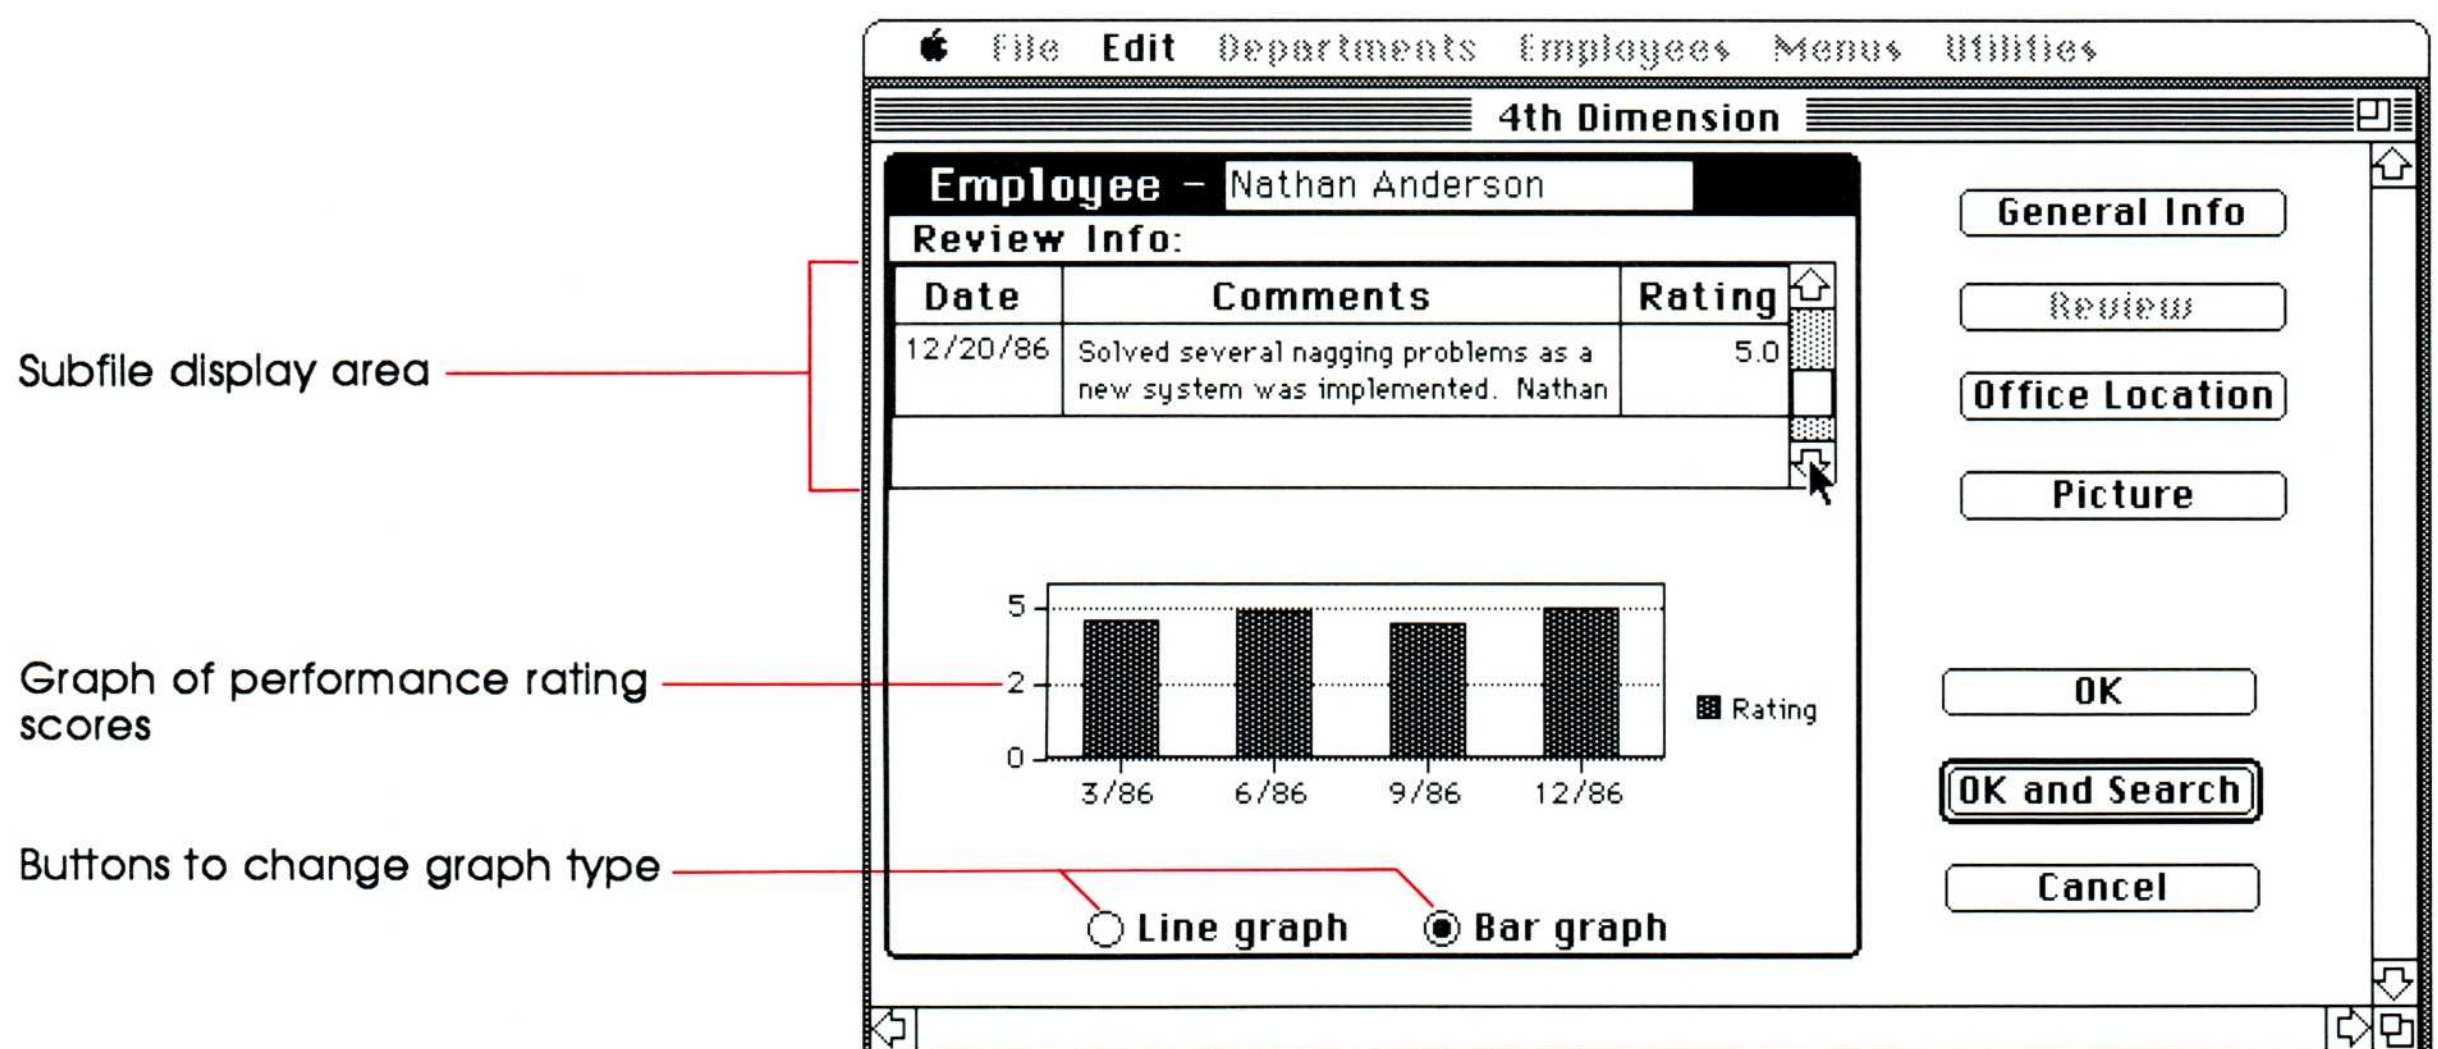 File Edit Departments Employees Menus Utilities
4th Dimension
Employee - Nathan Anderson
Review Info:
Date Comments Rating
12/20/86 Solved several nagging problems as a 5.0
new system was implemented. Nathan
General Info
Review
Office Location
Picture
Subfile display area
Graph of performance rating
scores
5
2
0
3/86 6/86 9/86 12/86
Rating
OK
OK and Search
Cancel
Buttons to change graph type
Line graph Bar graph